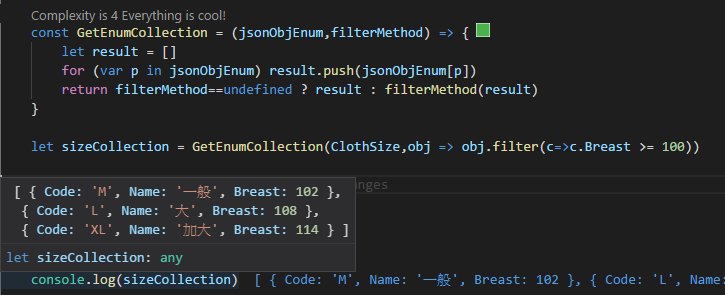 Complexity is 4 Everything is cool!
const GetEnumCollection = (jsonObjEnum,filterMethod) => {
let result = []
for (var p in jsonObjEnum) result.push(jsonObjEnum[p])
return filterMethod==undefined ? result : filterMethod(result)
}
let sizeCollection = GetEnumCollection(ClothSize,obj => obj.filter(c=>c.Breast >= 100))
anges
[ { Code: 'M', Name: '一般', Breast: 102 },
{ Code: 'L', Name: '大', Breast: 108 },
{ Code: 'XL', Name: '加大', Breast: 114 } ]
let sizeCollection: any
console.log(sizeCollection) [ { Code: 'M', Name: '一般', Breast: 102 }, { Code: 'L', Name: